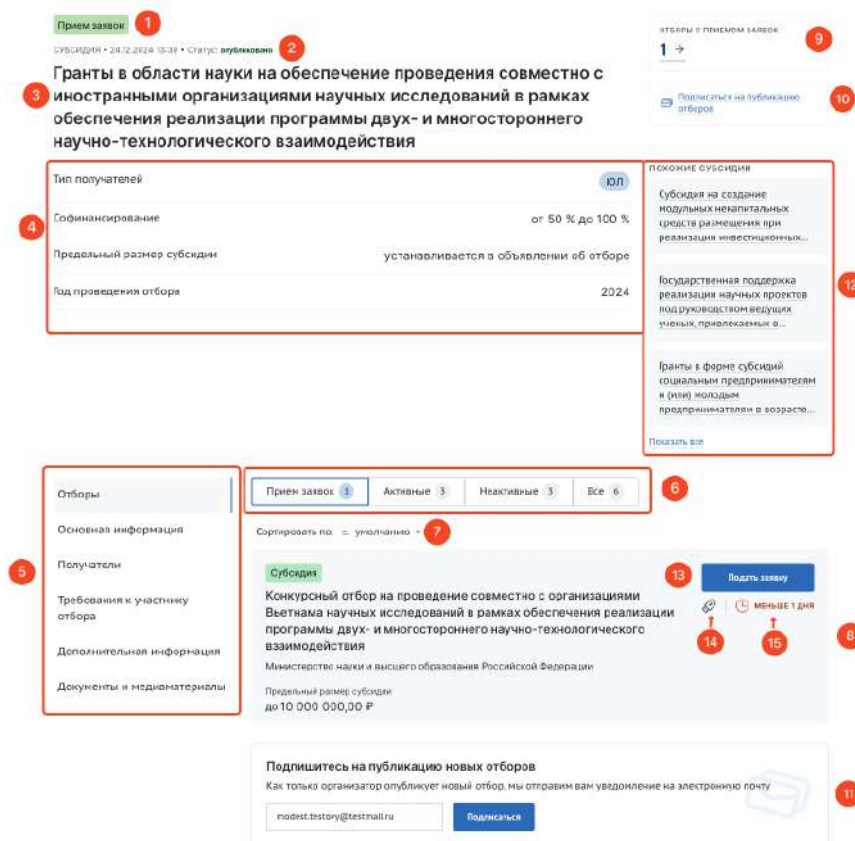 Прием заявок
1
СУБСИДИЯ • 24.12.2024 18:39 • Статус: опубликовано
2
3
Гранты в области науки на обеспечение проведения совместно с
иностранными организациями научных исследований в рамках
обеспечения реализации программы двух- и многостороннего
научно-технологического взаимодействия
ОТБОРЫ С ПРИЕМОМ ЗАЯВОК
1 →
9
Подписаться на публикацию
отборов
10
4
Тип получателей
ЮЛ
Софинансирование
от 50 % до 100 %
Предельный размер субсидии
устанавливается в объявлении об отборе
Год проведения отбора
2024
ПОХОЖИЕ СУБСИДИИ
Субсидия на создание
модульных некапитальных
средств размещения при
реализации инвестиционных...
Государственная поддержка
реализации научных проектов
под руководством ведущих
ученых, привлекаемых в...
Гранты в форме субсидий
социальным предпринимателям
и (или) молодым
предпринимателям в возрасте...
Показать все
12
5
Отборы
Основная информация
Получатели
Требования к участнику
отбора
Дополнительная информация
Документы и медиаматериалы
Прием заявок 1
Активные 3
Неактивные 3
Все 6
6
Сортировать по: умолчанию
7
Субсидия
Конкурсный отбор на проведение совместно с организациями
Вьетнама научных исследований в рамках обеспечения реализации
программы двух- и многостороннего научно-технологического
взаимодействия
Министерство науки и высшего образования Российской Федерации
Предельный размер субсидии
до 10 000 000,00 ₽
13
Подать заявку
МЕНЬШЕ 1 ДНЯ
14
15
8
Подпишитесь на публикацию новых отборов
Как только организатор опубликует новый отбор, мы отправим вам уведомление на электронную почту
modest.testory@testmail.ru
Подписаться
11